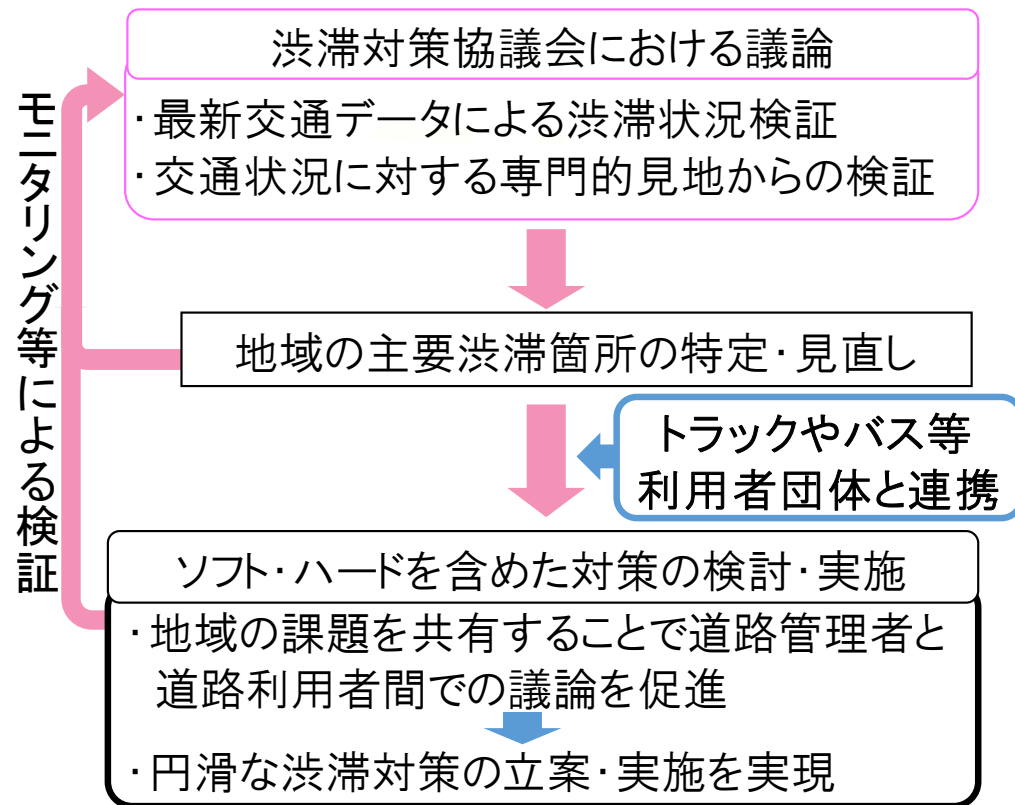 渋滞対策協議会における議論
・最新交通データによる渋滞状況検証
・交通状況に対する専門的見地からの検証
モニタリング等による検証
地域の主要渋滞箇所の特定・見直し
トラックやバス等
利用者団体と連携
ソフト・ハードを含めた対策の検討・実施
・地域の課題を共有することで道路管理者と
道路利用者間での議論を促進
・円滑な渋滞対策の立案・実施を実現